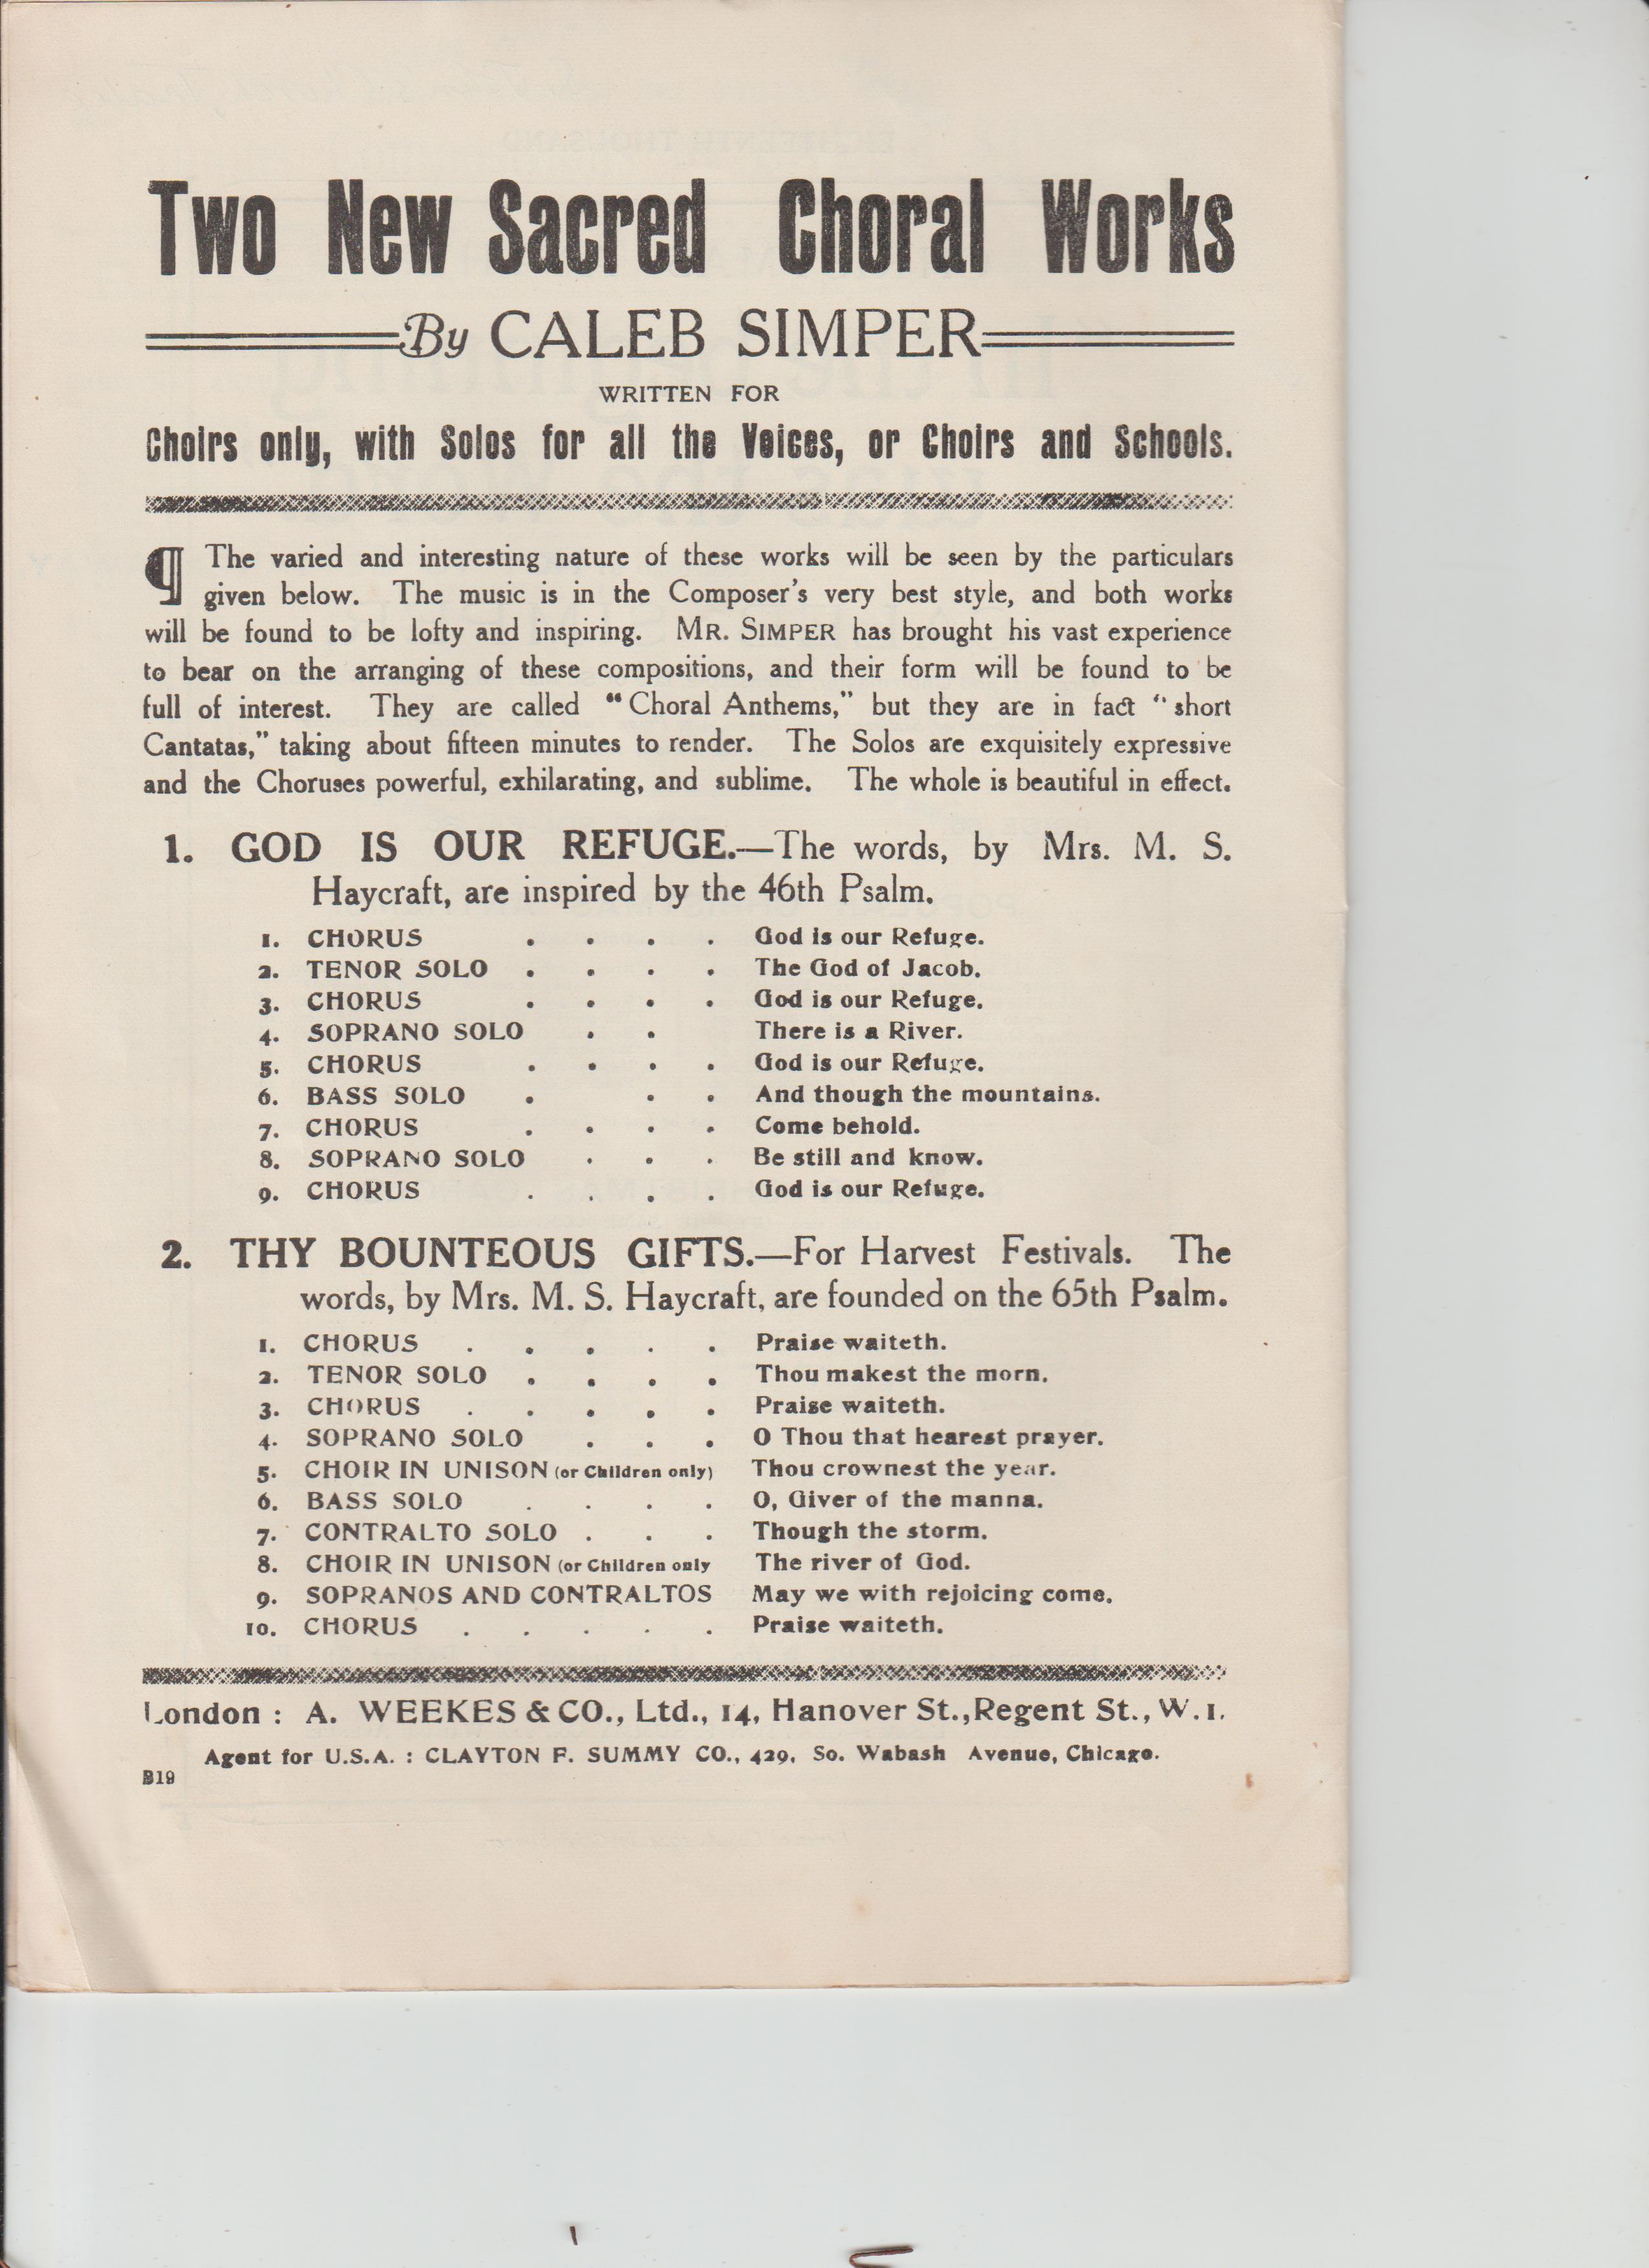 Two New Sacred Choral Works
By CALEB SIMPER
WRITTEN FOR
Choirs only, with Solos for all the Voices, or Choirs and Schools.
¶ The varied and interesting nature of these works will be seen by the particulars
given below. The music is in the Composer's very best style, and both works
will be found to be lofty and inspiring. MR. SIMPER has brought his vast experience
to bear on the arranging of these compositions, and their form will be found to be
full of interest. They are called "Choral Anthems," but they are in fact "short
Cantatas," taking about fifteen minutes to render. The Solos are exquisitely expressive
and the Choruses powerful, exhilarating, and sublime. The whole is beautiful in effect.
1. GOD IS OUR REFUGE.—The words, by Mrs. M. S.
Haycraft, are inspired by the 46th Psalm.
1. CHORUS . . . . God is our Refuge.
2. TENOR SOLO . . . . The God of Jacob.
3. CHORUS . . . . God is our Refuge.
4. SOPRANO SOLO . . There is a River.
5. CHORUS . . . . God is our Refuge.
6. BASS SOLO . . . And though the mountains.
7. CHORUS . . . . Come behold.
8. SOPRANO SOLO . . . Be still and know.
9. CHORUS . . . . God is our Refuge.
2. THY BOUNTEOUS GIFTS.—For Harvest Festivals. The
words, by Mrs. M. S. Haycraft, are founded on the 65th Psalm.
1. CHORUS . . . . . Praise waiteth.
2. TENOR SOLO . . . . Thou makest the morn.
3. CHORUS . . . . . Praise waiteth.
4. SOPRANO SOLO . . . O Thou that hearest prayer.
5. CHOIR IN UNISON (or Children only) Thou crownest the year.
6. BASS SOLO . . . . O, Giver of the manna.
7. CONTRALTO SOLO . . . Though the storm.
8. CHOIR IN UNISON (or Children only The river of God.
9. SOPRANOS AND CONTRALTOS May we with rejoicing come.
10. CHORUS . . . . . Praise waiteth.
London : A. WEEKES & CO., Ltd., 14, Hanover St., Regent St., W.1.
Agent for U.S.A. : CLAYTON F. SUMMY CO., 429, So. Wabash Avenue, Chicago.
B19